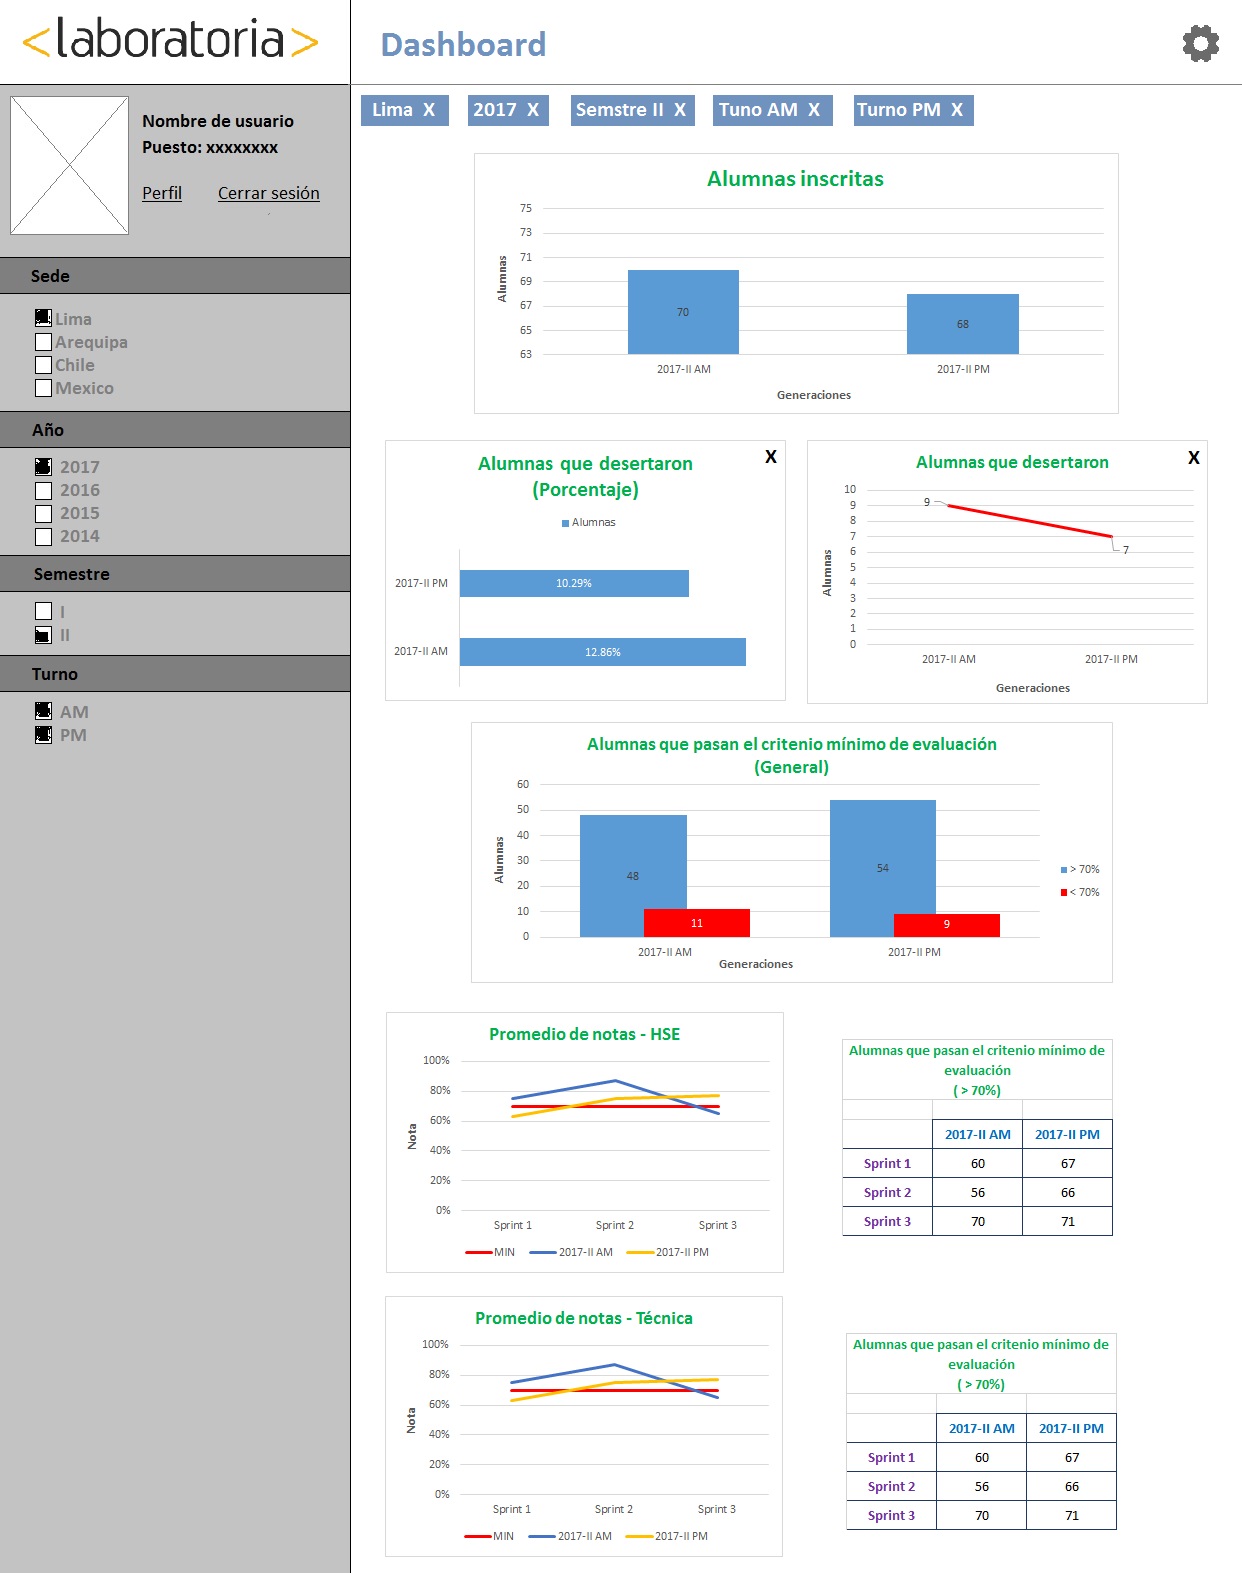 <laboratoria>
Dashboard
Nombre de usuario
Puesto: xxxxxxxx
Perfil Cerrar sesión
Sede
Lima
Arequipa
Chile
Mexico
Año
2017
2016
2015
2014
Semestre
I
II
Turno
AM
PM
Lima X 2017 X Semstre II X Tuno AM X Turno PM X
Alumnas inscritas
75
73
71
69
67
65
63
Alumnas
70
68
2017-II AM 2017-II PM
Generaciones
Alumnas que desertaron
(Porcentaje)
X
Alumnas
2017-II PM 10.29%
2017-II AM 12.86%
Alumnas que desertaron
X
10
9
8
7
6
5
4
3
2
1
0
Alumnas
9
7
2017-II AM 2017-II PM
Generaciones
Alumnas que pasan el critenio mínimo de evaluación
(General)
60
50
40
30
20
10
0
Alumnas
48
11
54
9
> 70%
< 70%
2017-II AM 2017-II PM
Generaciones
Promedio de notas - HSE
100%
80%
60%
40%
20%
0%
Nota
Sprint 1 Sprint 2 Sprint 3
MIN 2017-II AM 2017-II PM
Alumnas que pasan el critenio mínimo de
evaluación
( > 70%)
2017-II AM 2017-II PM
Sprint 1 60 67
Sprint 2 56 66
Sprint 3 70 71
Promedio de notas - Técnica
100%
80%
60%
40%
20%
0%
Nota
Sprint 1 Sprint 2 Sprint 3
MIN 2017-II AM 2017-II PM
Alumnas que pasan el critenio mínimo de
evaluación
( > 70%)
2017-II AM 2017-II PM
Sprint 1 60 67
Sprint 2 56 66
Sprint 3 70 71